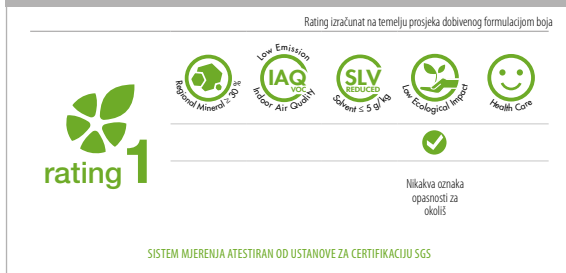 Rating izračunat na temelju prosjeka dobivenog formulacijom boja
Regional Mineral ≥ 30 %
Low Emission
IAQ
VOC
Indoor Air Quality
SLV
REDUCED
Solvent ≤ 5 g/kg
Low Ecological Impact
Health Care
rating 1
Nikakva oznaka
opasnosti za
okoliš
SISTEM MJERENJA ATESTIRAN OD USTANOVE ZA CERTIFIKACIJU SGS